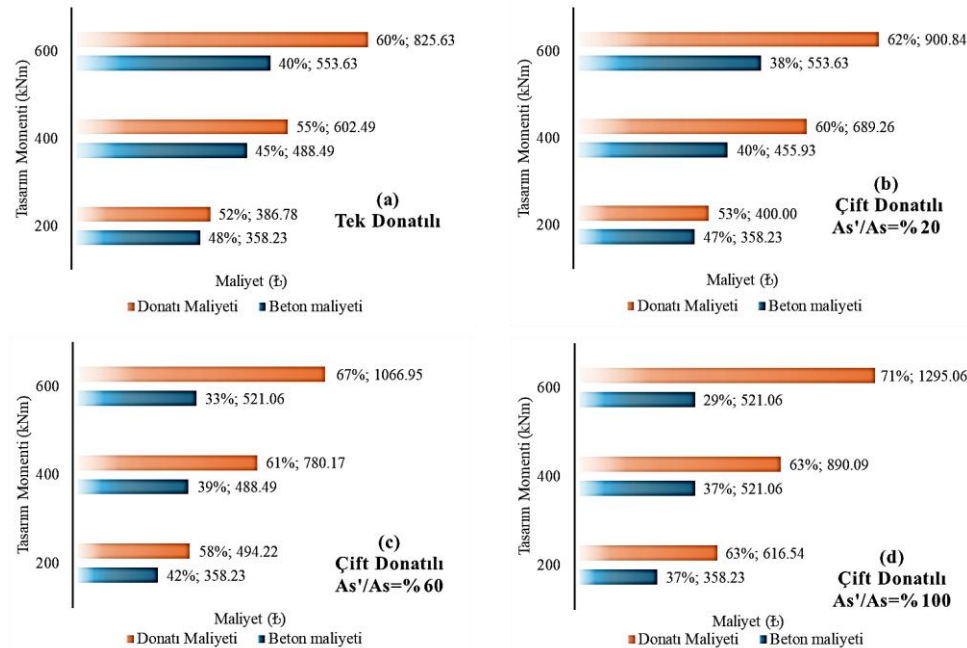 Tasarım Momenti (kNm)
600
60%; 825.63
40%; 553.63
400
55%; 602.49
45%; 488.49
200
52%; 386.78
48%; 358.23
(a)
Tek Donatılı
Maliyet (₺)
Donatı Maliyeti
Beton maliyeti
Tasarım Momenti (kNm)
600
62%; 900.84
38%; 553.63
400
60%; 689.26
40%; 455.93
200
53%; 400.00
47%; 358.23
(b)
Çift Donatılı
As'/As=%20
Maliyet (₺)
Donatı Maliyeti
Beton maliyeti
Tasarım Momenti (kNm)
600
67%; 1066.95
33%; 521.06
400
61%; 780.17
39%; 488.49
200
58%; 494.22
42%; 358.23
(c)
Çift Donatılı
As'/As=%60
Maliyet (₺)
Donatı Maliyeti
Beton maliyeti
Tasarım Momenti (kNm)
600
71%; 1295.06
29%; 521.06
400
63%; 890.09
37%; 521.06
200
63%; 616.54
37%; 358.23
(d)
Çift Donatılı
As'/As=%100
Maliyet (₺)
Donatı Maliyeti
Beton maliyeti